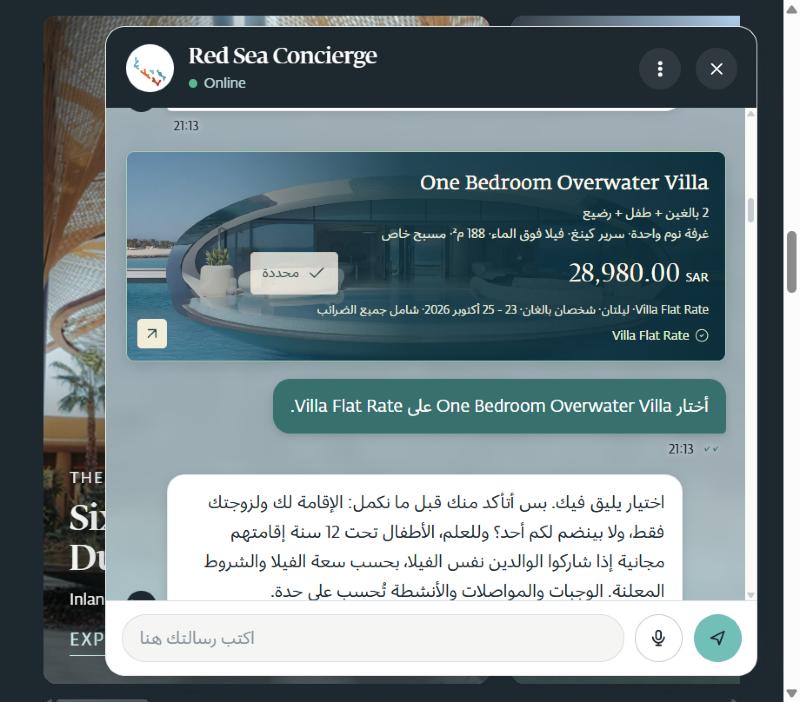 Red Sea Concierge
Online
21:13
One Bedroom Overwater Villa
2 بالغين + طفل + رضيع
غرفة نوم واحدة· سرير كينغ· فيلا فوق الماء· 188 م²· مسبح خاص
28,980.00 SAR
محددة
Villa Flat Rate· ليلتان· شخصان بالغان· 23 - 25 أكتوبر 2026· شامل جميع الضرائب
Villa Flat Rate
أختار One Bedroom Overwater Villa على Villa Flat Rate.
21:13
اختيار يليق فيك. بس أتأكد منك قبل ما نكمل: الإقامة لك ولزوجتك
فقط، ولا بينضم لكم أحد؟ وللعلم، الأطفال تحت 12 سنة إقامتهم
مجانية إذا شاركوا الوالدين نفس الفيلا، بحسب سعة الفيلا والشروط
المعلنة. الوجبات والمواصلات والأنشطة تُحسب على حدة.
اكتب رسالتك هنا
THE
Six
Du
Inlan
EXP